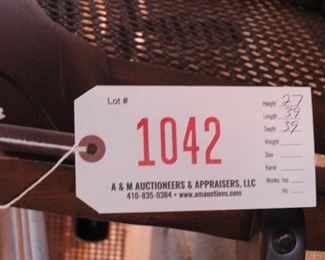 Lot #
1042
Height 27
Length 39
Depth 39
Weight
Size
Karat
Works: Yes
No
A & M AUCTIONEERS & APPRAISERS, LLC
410-835-0384 • www.amauctions.com